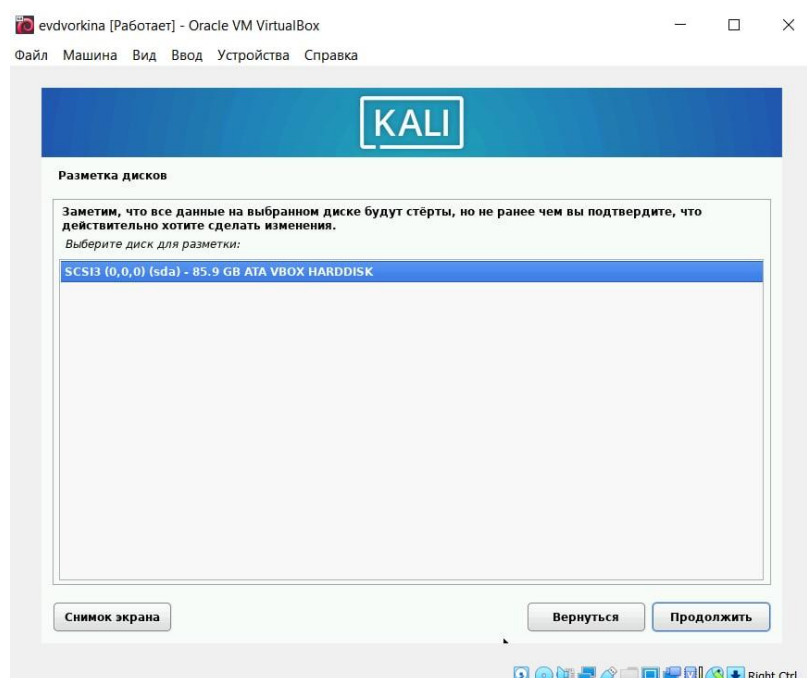 evdvorkina [Работает] - Oracle VM VirtualBox
Файл Машина Вид Ввод Устройства Справка
KALI
Разметка дисков
Заметим, что все данные на выбранном диске будут стёрты, но не ранее чем вы подтвердите, что
действительно хотите сделать изменения.
Выберите диск для разметки:
SCSI3 (0,0,0) (sda) - 85.9 GB ATA VBOX HARDDISK
Снимок экрана Вернуться Продолжить
Right Ctrl